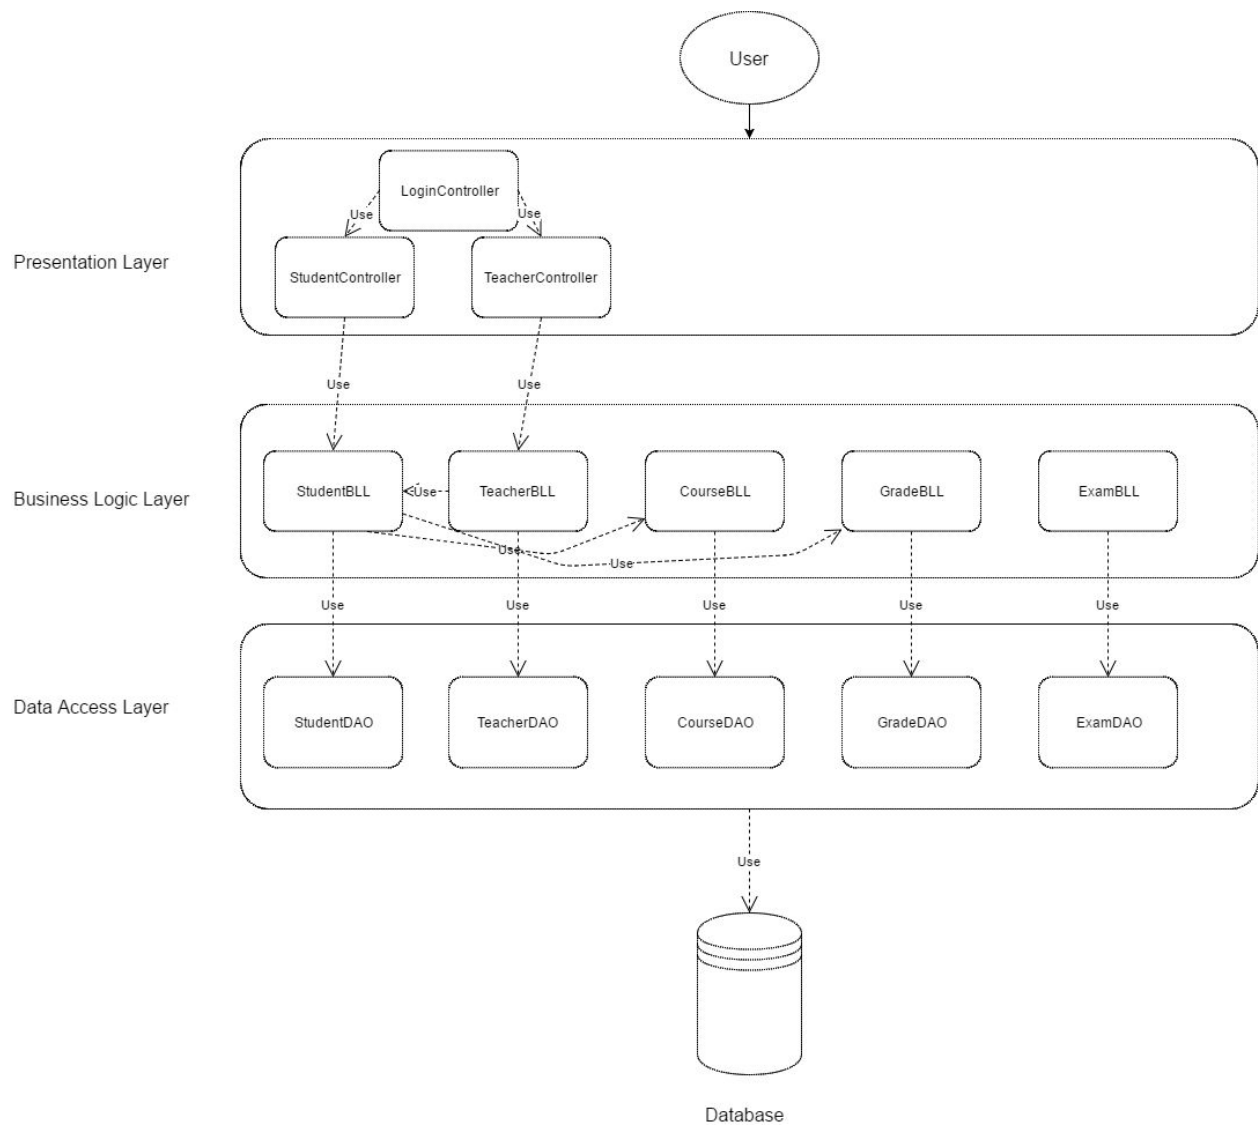 User
LoginController
Use
Use
Presentation Layer
StudentController
TeacherController
Use
Use
Business Logic Layer
StudentBLL
Use
TeacherBLL
CourseBLL
GradeBLL
ExamBLL
Use
Use
Use
Use
Use
Use
Use
Data Access Layer
StudentDAO
TeacherDAO
CourseDAO
GradeDAO
ExamDAO
Use
Database